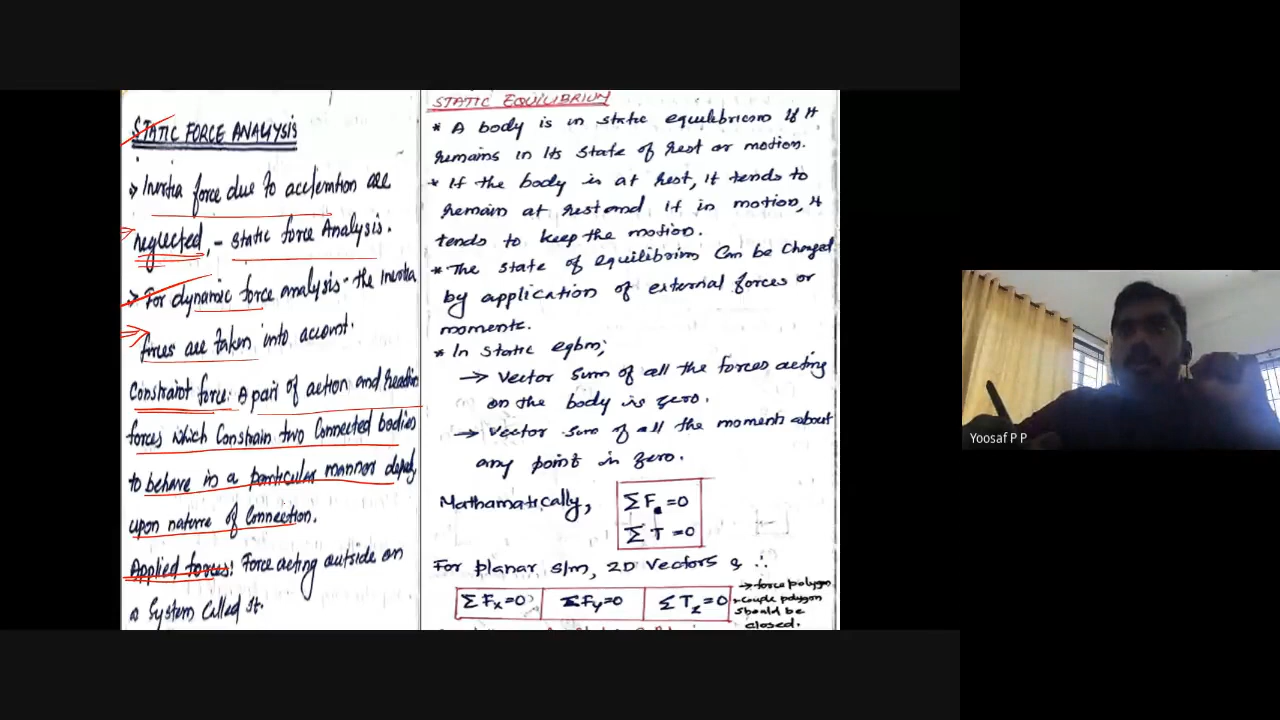 STATIC FORCE ANALYSIS
→ Inertia force due to acceleration are
neglected, - static force Analysis.
→ For dynamic force analysis - the inertia
forces are taken into account.
Constraint force: A pair of action and reaction
forces which Constrain two Connected bodies
to behave in a particular manner
upon nature of Connection.
Applied forces: Force acting outside on
a System Called it.
STATIC EQUILIBRIUM
* A body is in static equilibrium if it
remains in its state of rest or motion.
* If the body is at rest, it tends to
remain at rest and if in motion, it
tends to keep the motion.
* The state of equilibrium Can be Changed
by application of external forces or
moments.
* In static eqbm;
→ Vector sum of all the forces acting
on the body is zero.
→ Vector sum of all the moments about
any point is zero.
Mathamatically, ΣF=0
ΣT=0
For planar s/m, 2D vectors & ∴
ΣFx=0 ΣFy=0 ΣTz=0
→ force polygon
couple polygon
should be
closed.
Yoosaf P P